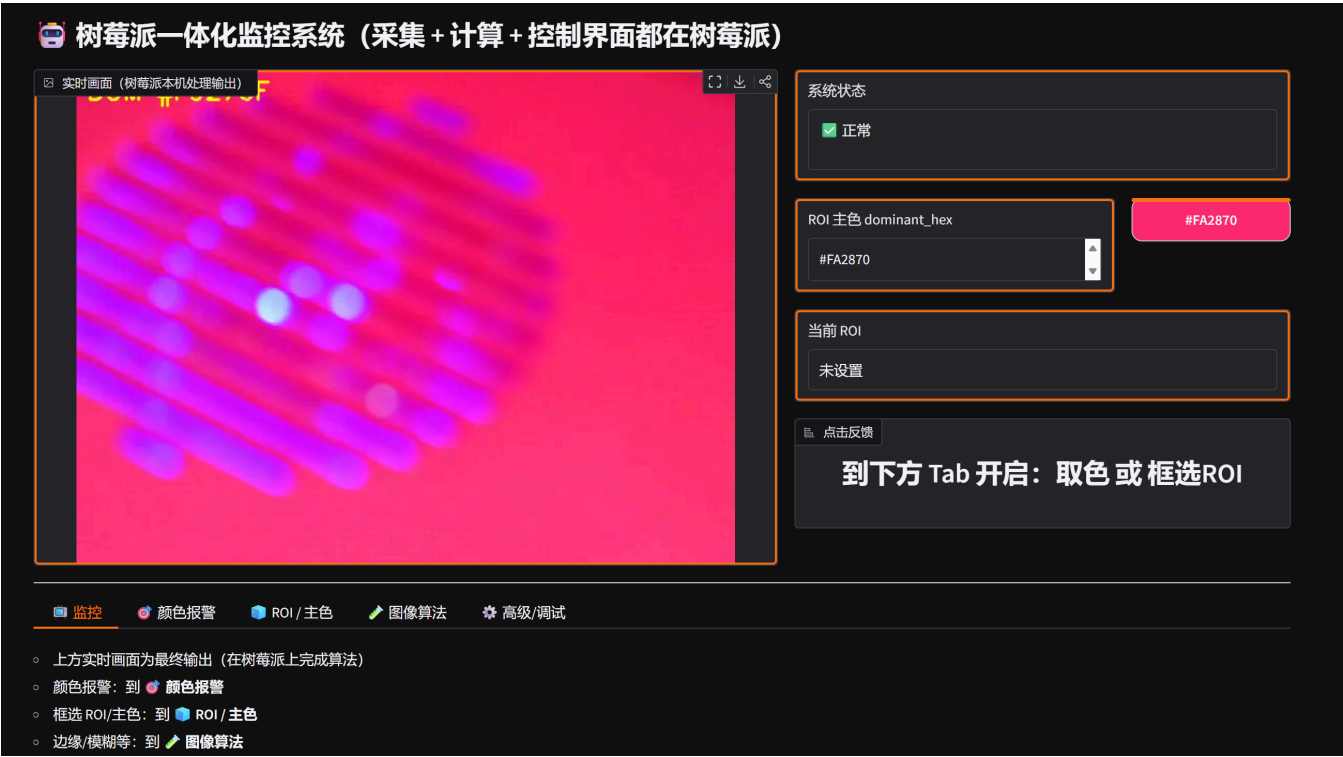 🤖 树莓派一体化监控系统（采集 + 计算 + 控制界面都在树莓派）
实时画面（树莓派本机处理输出）
系统状态
✅ 正常
ROI 主色 dominant_hex
#FA2870
#FA2870
当前 ROI
未设置
点击反馈
到下方 Tab 开启：取色 或 框选ROI
📺 监控
🎯 颜色报警
🧊 ROI / 主色
🧪 图像算法
⚙️ 高级/调试
上方实时画面为最终输出（在树莓派上完成算法）
颜色报警：到 🎯 颜色报警
框选 ROI/主色：到 🧊 ROI / 主色
边缘/模糊等：到 🧪 图像算法